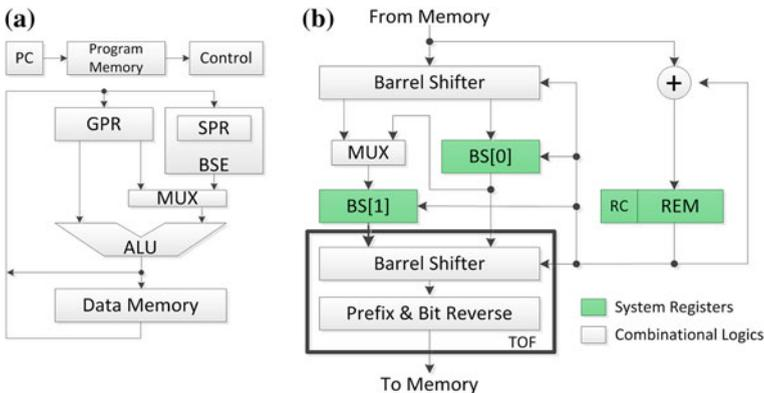 (a)
PC
Program
Memory
Control
GPR
SPR
BSE
MUX
ALU
Data Memory
(b)
From Memory
Barrel Shifter
+
MUX
BS[0]
BS[1]
RC
REM
Barrel Shifter
Prefix & Bit Reverse
TOF
To Memory
System Registers
Combinational Logics